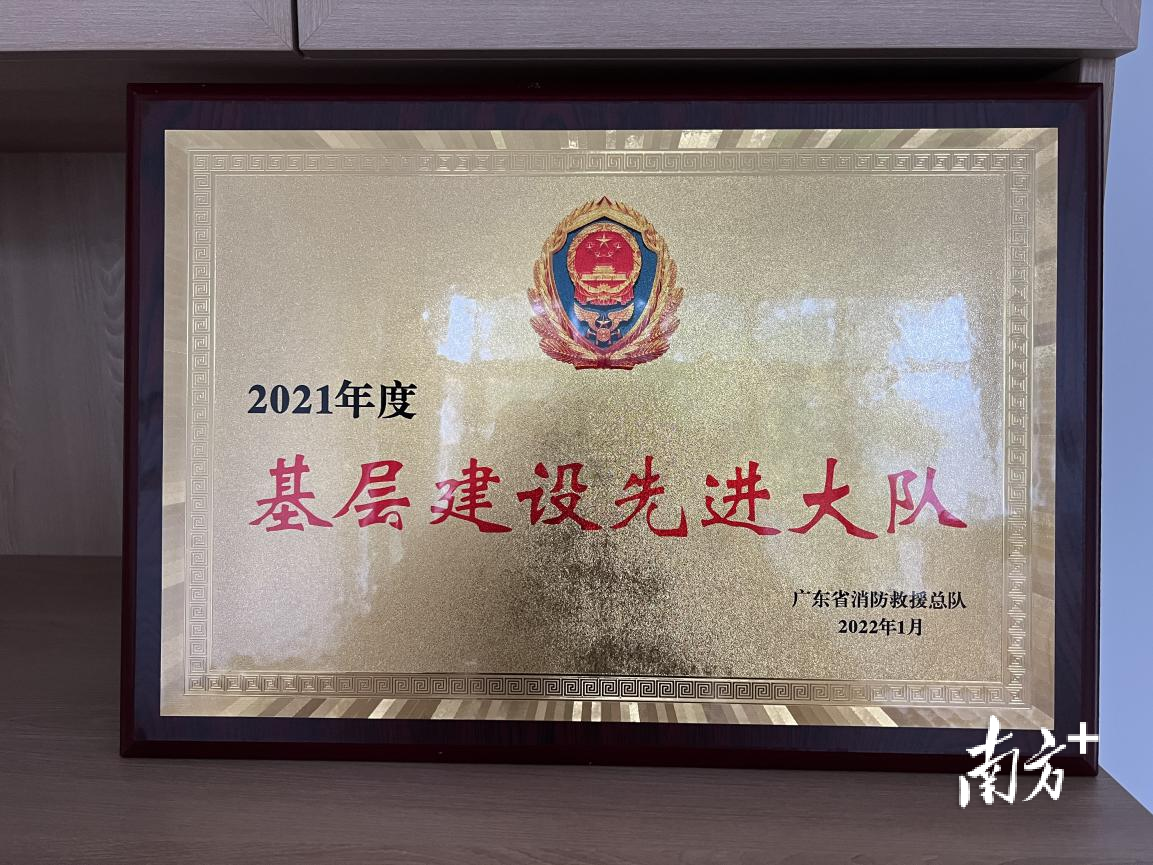 2021年度
基层建设先进大队
广东省消防救援总队
2022年1月
南方+